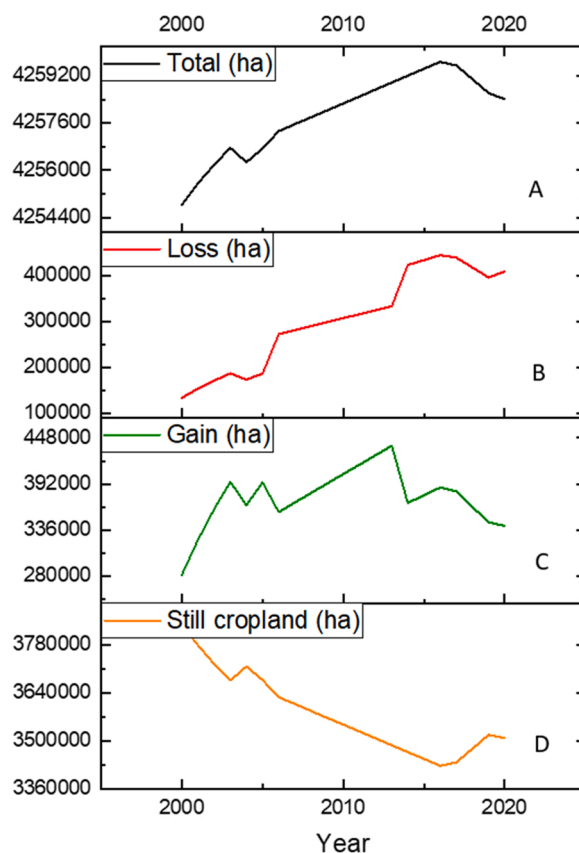 2000 2010 2020
Total (ha)
4259200
4257600
4256000
4254400
A
Loss (ha)
400000
300000
200000
100000
B
Gain (ha)
448000
392000
336000
280000
C
Still cropland (ha)
3780000
3640000
3500000
3360000
D
2000 2010 2020
Year